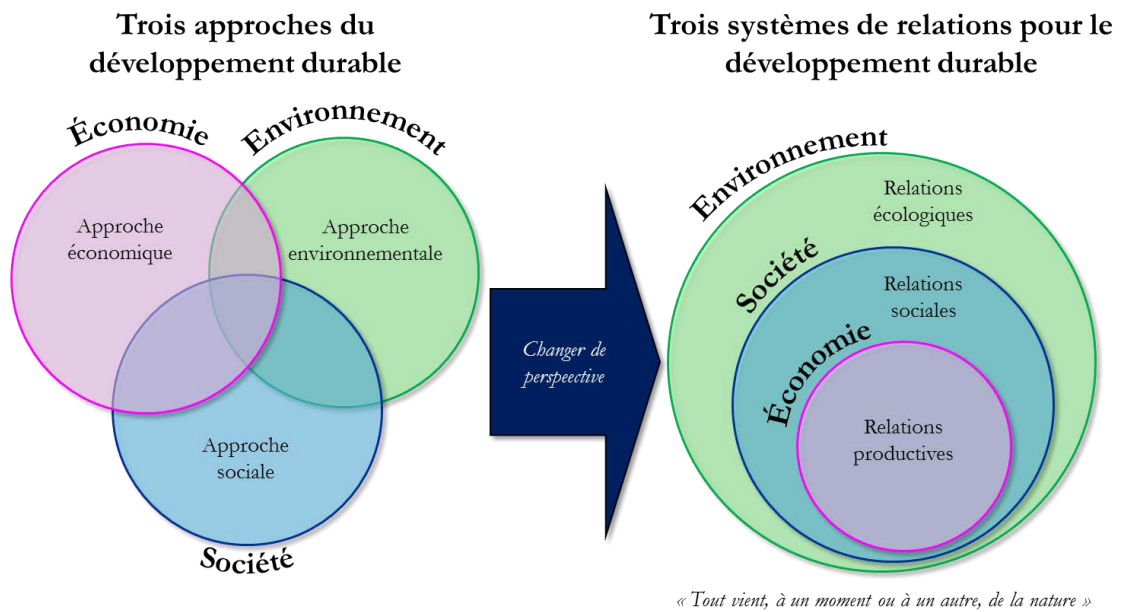 Trois approches du
développement durable
Économie
Environnement
Approche
économique
Approche
environnementale
Approche
sociale
Société
Changer de
perspeective
Trois systèmes de relations pour le
développement durable
Environnement
Relations
écologiques
Société
Relations
sociales
Économie
Relations
productives
« Tout vient, à un moment ou à un autre, de la nature »